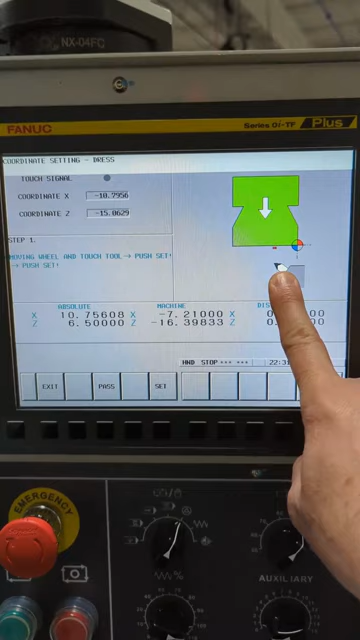 NX-04FC
FANUC
Series 0i-TF Plus
COORDINATE SETTING - DRESS
TOUCH SIGNAL
COORDINATE X -10.7956
COORDINATE Z -15.0629
STEP 1.
MOVING WHEEL AND TOUCH TOOL→ PUSH SET!
→ PUSH SET!
ABSOLUTE MACHINE
X 10.75608 X -7.21000 X
Z 6.50000 Z -16.39833 Z
HND STOP *** ***
EXIT PASS SET
EMERGENCY
AUXILIARY